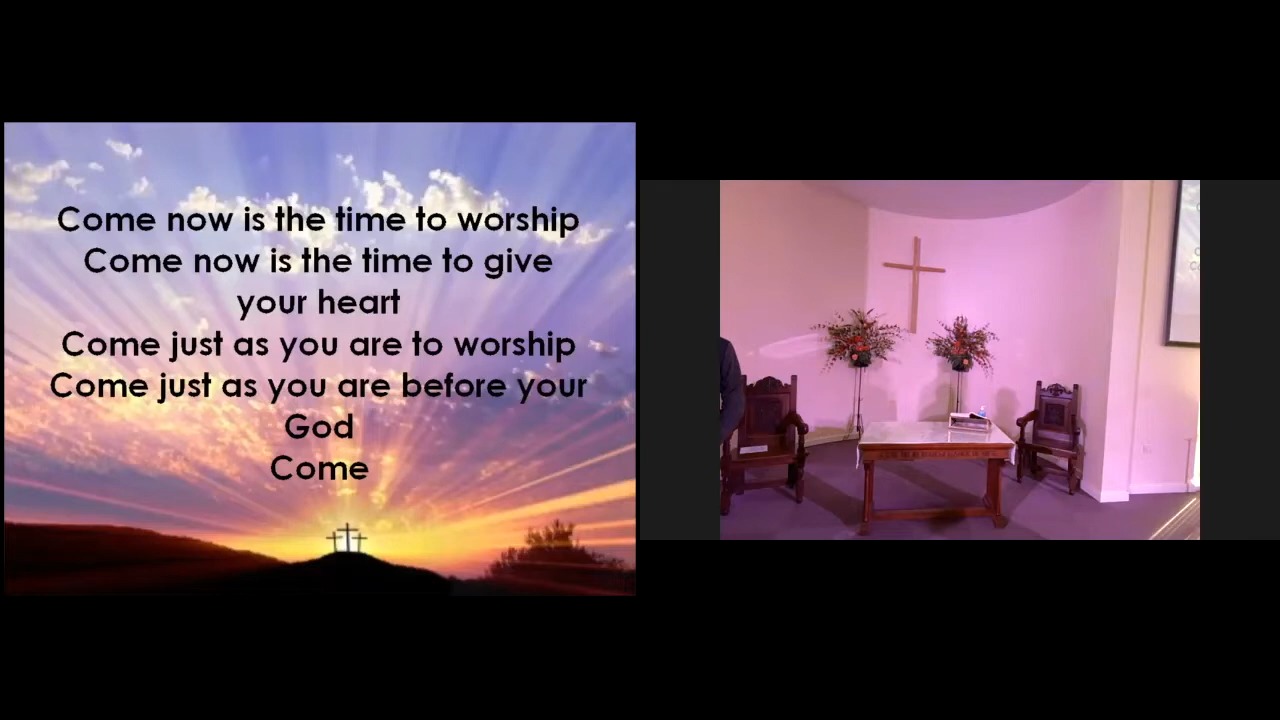 Come now is the time to worship
Come now is the time to give
your heart
Come just as you are to worship
Come just as you are before your
God
Come